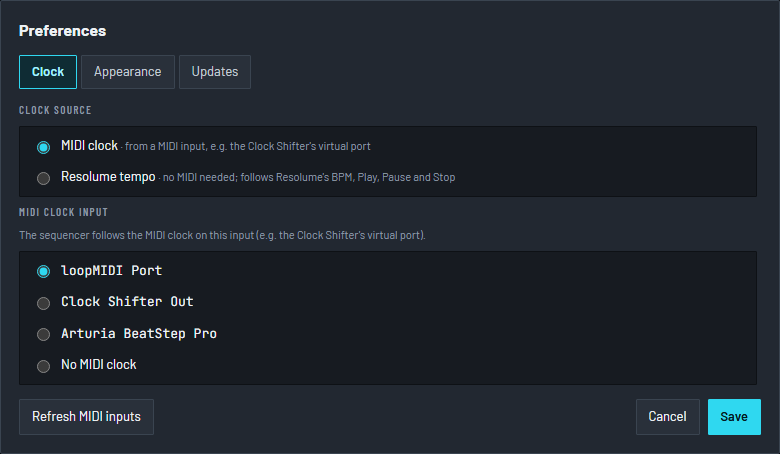 Preferences
Clock Appearance Updates
CLOCK SOURCE
MIDI clock · from a MIDI input, e.g. the Clock Shifter's virtual port
Resolume tempo · no MIDI needed; follows Resolume's BPM, Play, Pause and Stop
MIDI CLOCK INPUT
The sequencer follows the MIDI clock on this input (e.g. the Clock Shifter's virtual port).
loopMIDI Port
Clock Shifter Out
Arturia BeatStep Pro
No MIDI clock
Refresh MIDI inputs Cancel Save